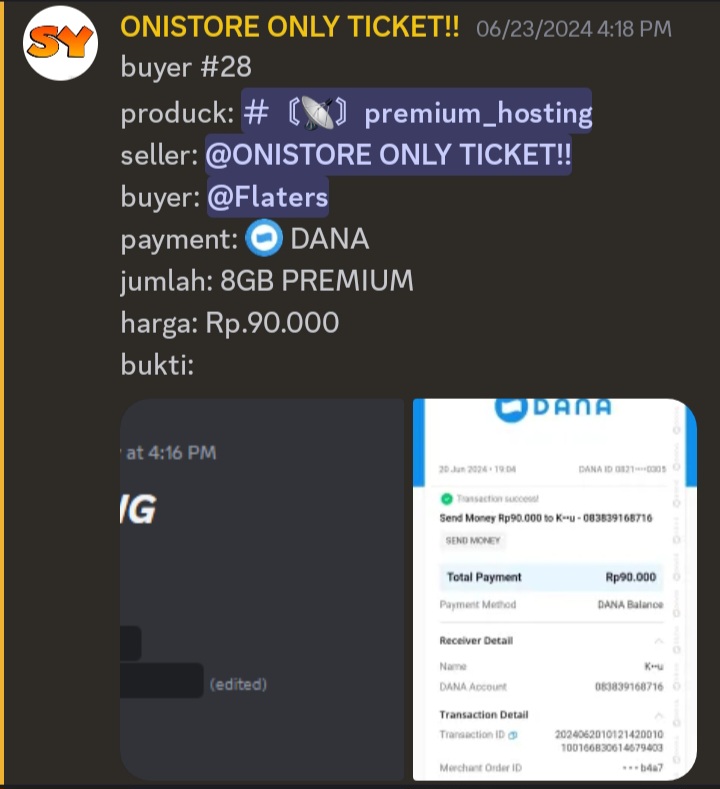 SY ONISTORE ONLY TICKET!! 06/23/2024 4:18 PM
buyer #28
produck: # 〘📡〙 premium_hosting
seller: @ONISTORE ONLY TICKET!!
buyer: @Flaters
payment: DANA
jumlah: 8GB PREMIUM
harga: Rp.90.000
bukti:
at 4:16 PM
NG
(edited)
DANA
20 Jun 2024 • 19:04 DANA ID 0821••••0305
Transaction success!
Send Money Rp90.000 to K••u - 083839168716
SEND MONEY
Total Payment Rp90.000
Payment Method DANA Balance
Receiver Detail
Name K••u
DANA Account 083839168716
Transaction Detail
Transaction ID 2024062010121420010
100166830614679403
Merchant Order ID •••b4a7